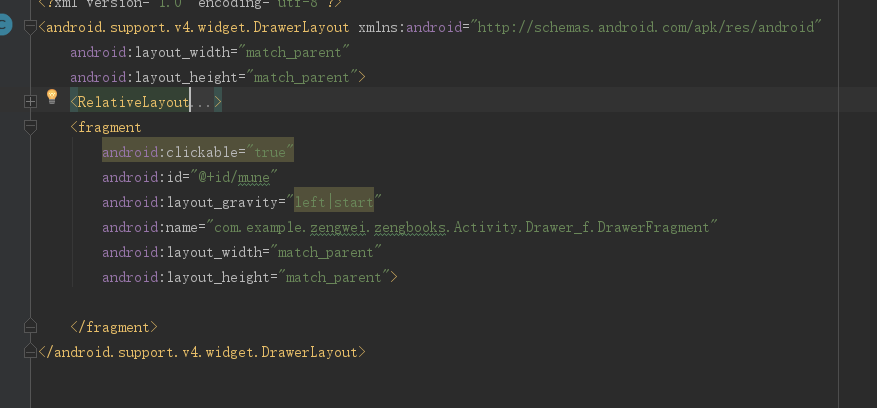 <?xml version="1.0" encoding="utf-8"?>
<android.support.v4.widget.DrawerLayout xmlns:android="http://schemas.android.com/apk/res/android"
android:layout_width="match_parent"
android:layout_height="match_parent">
<RelativeLayout...>
<fragment
android:clickable="true"
android:id="@+id/mune"
android:layout_gravity="left|start"
android:name="com.example.zengwei.zengbooks.Activity.Drawer_f.DrawerFragment"
android:layout_width="match_parent"
android:layout_height="match_parent">
</fragment>
</android.support.v4.widget.DrawerLayout>